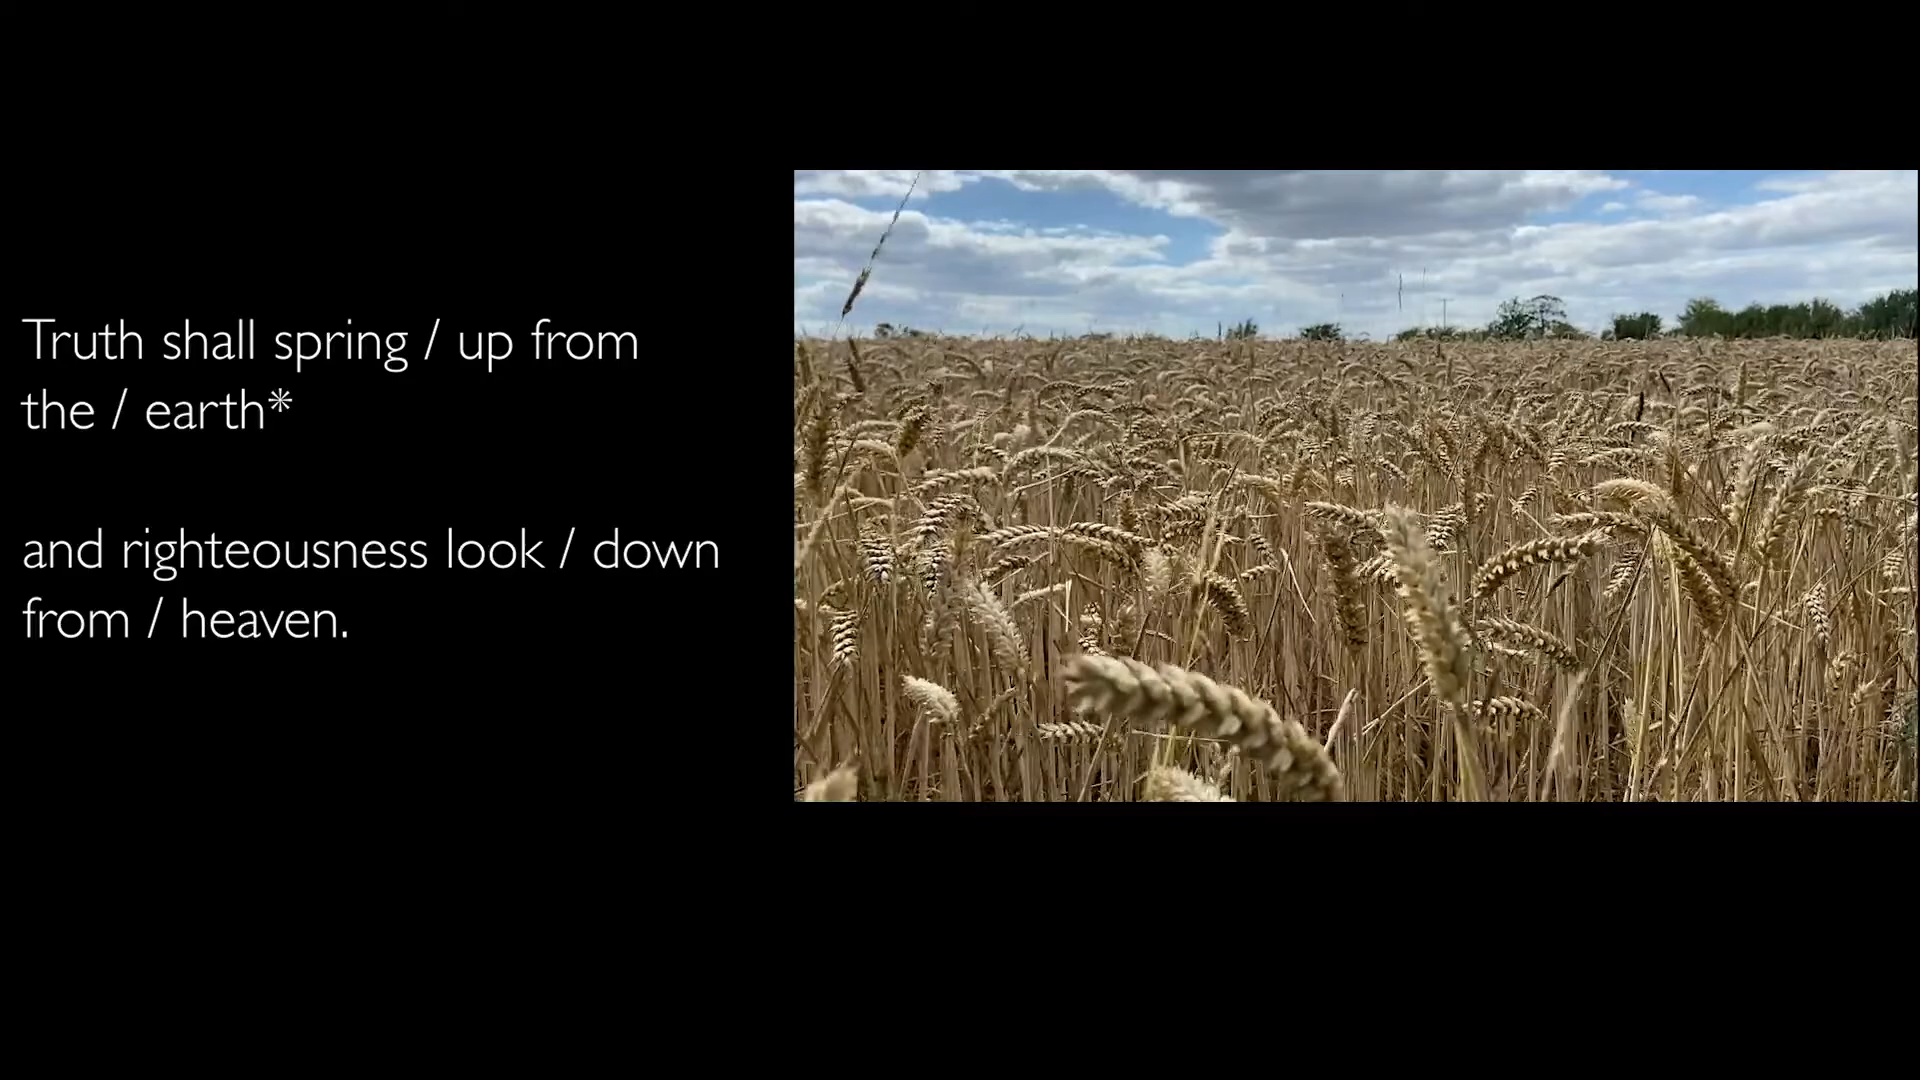 Truth shall spring / up from
the / earth*
and righteousness look / down
from / heaven.